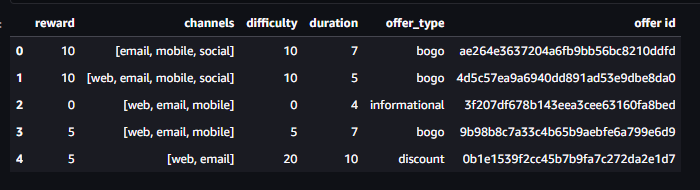 reward channels difficulty duration offer_type offer id
0 10 [email, mobile, social] 10 7 bogo ae264e3637204a6fb9bb56bc8210ddfd
1 10 [web, email, mobile, social] 10 5 bogo 4d5c57ea9a6940dd891ad53e9dbe8da0
2 0 [web, email, mobile] 0 4 informational 3f207df678b143eea3cee63160fa8bed
3 5 [web, email, mobile] 5 7 bogo 9b98b8c7a33c4b65b9aebfe6a799e6d9
4 5 [web, email] 20 10 discount 0b1e1539f2cc45b7b9fa7c272da2e1d7